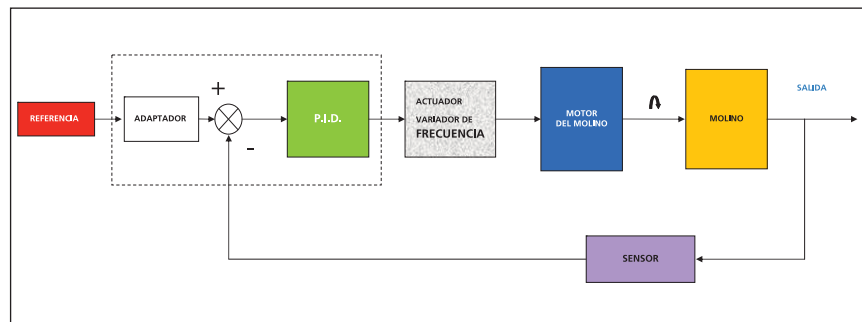 REFERENCIA
ADAPTADOR
+
-
P.I.D.
ACTUADOR
VARIADOR DE
FRECUENCIA
MOTOR
DEL MOLINO
MOLINO
SALIDA
SENSOR